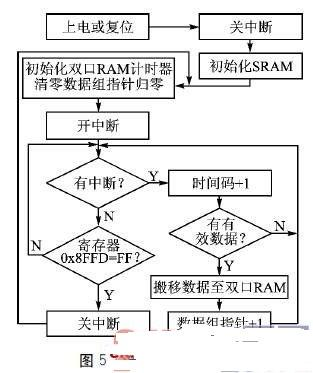 上电或复位
关中断
初始化双口RAM计时器
清零数据组指针归零
初始化SRAM
开中断
有中断?
Y
时间码+1
N
有有
效数据?
N
寄存器
0x8FFD=FF?
N
Y
搬移数据至双口RAM
Y
关中断
数据组指针+1
图 5